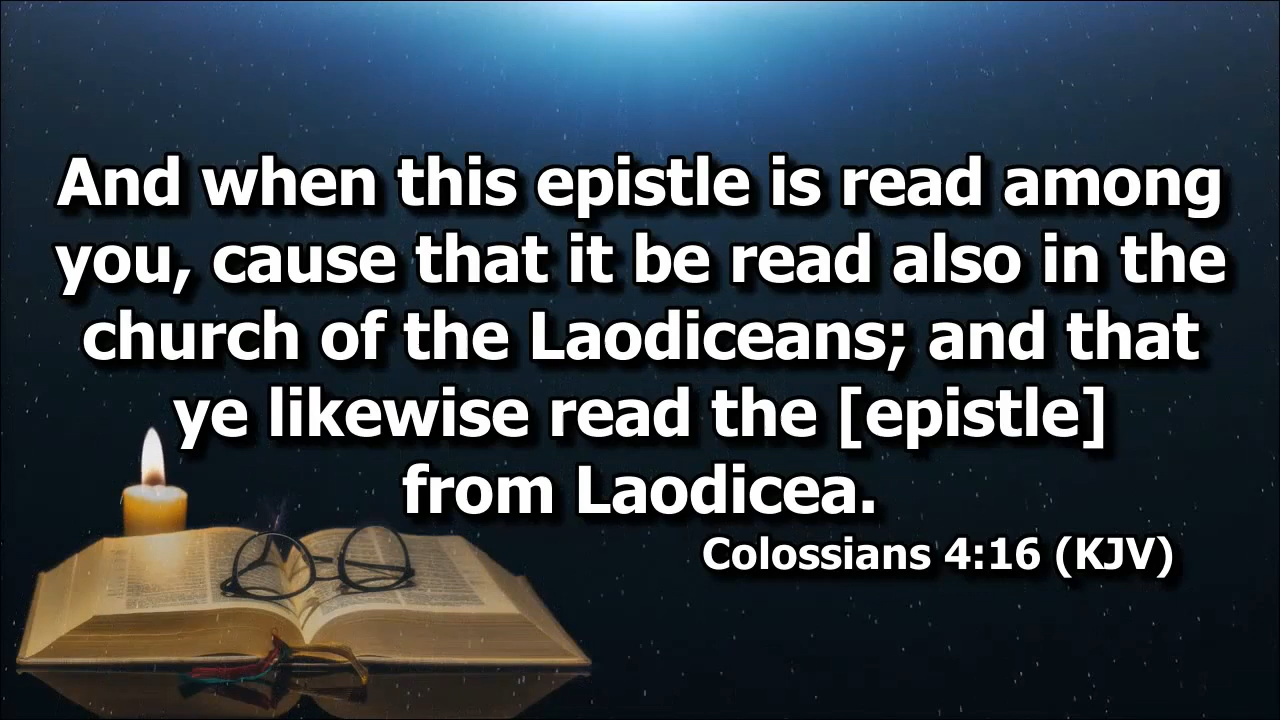 And when this epistle is read among
you, cause that it be read also in the
church of the Laodiceans; and that
ye likewise read the [epistle]
from Laodicea.
Colossians 4:16 (KJV)